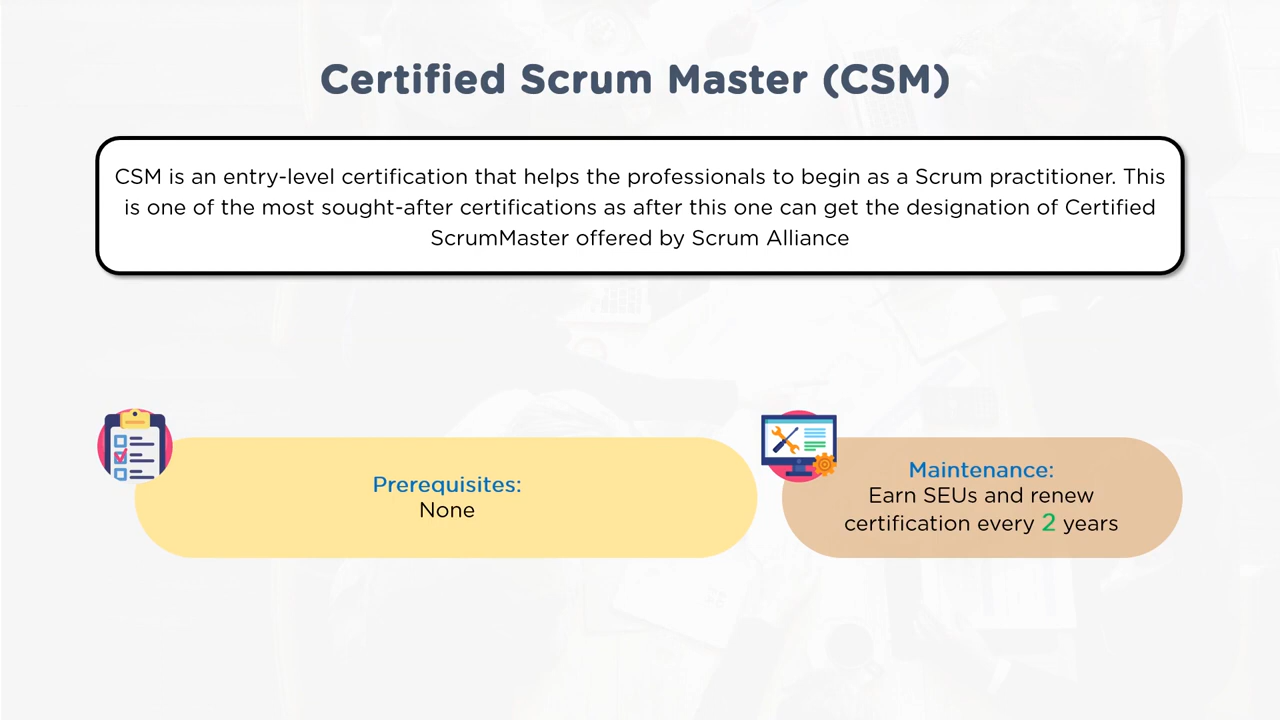 Certified Scrum Master (CSM)
CSM is an entry-level certification that helps the professionals to begin as a Scrum practitioner. This
is one of the most sought-after certifications as after this one can get the designation of Certified
ScrumMaster offered by Scrum Alliance
Prerequisites:
None
Maintenance:
Earn SEUs and renew
certification every 2 years